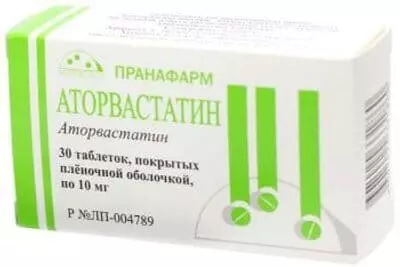 ПРАНАФАРМ
АТОРВАСТАТИН
Аторвастатин
30 таблеток, покрытых
плёночной оболочкой,
по 10 мг
Р №ЛП-004789